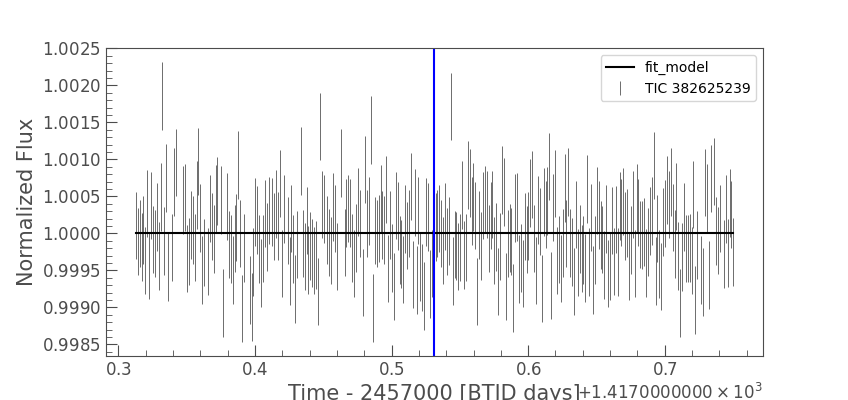 Normalized Flux
1.0025
1.0020
1.0015
1.0010
1.0005
1.0000
0.9995
0.9990
0.9985
fit_model
TIC 382625239
0.3 0.4 0.5 0.6 0.7
Time - 2457000 [BTJD days]
+1.4170000000 × 10³